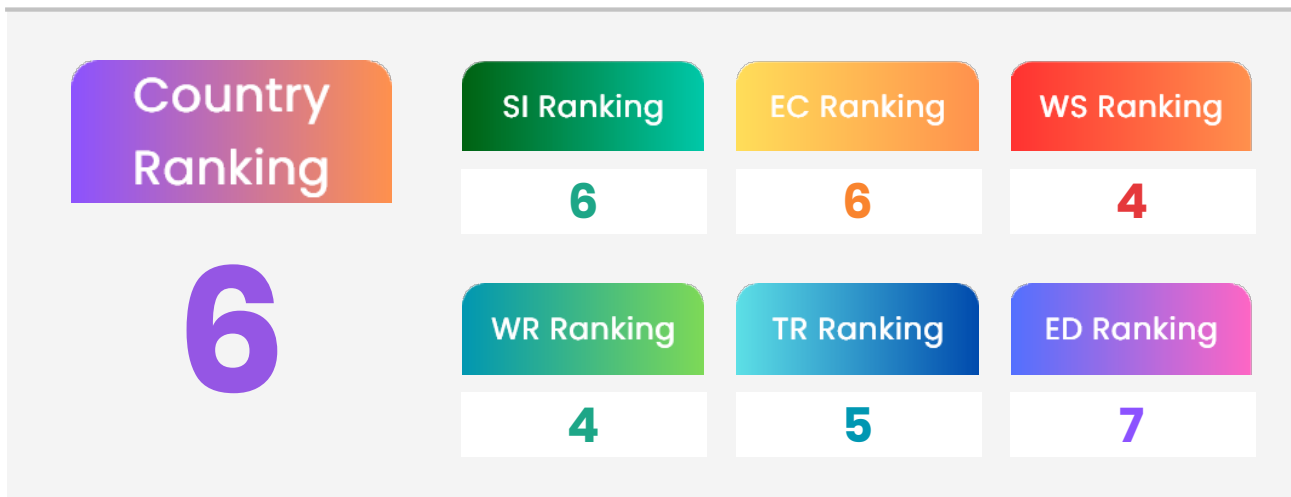 Country
Ranking
6
SI Ranking
6
EC Ranking
6
WS Ranking
4
WR Ranking
4
TR Ranking
5
ED Ranking
7